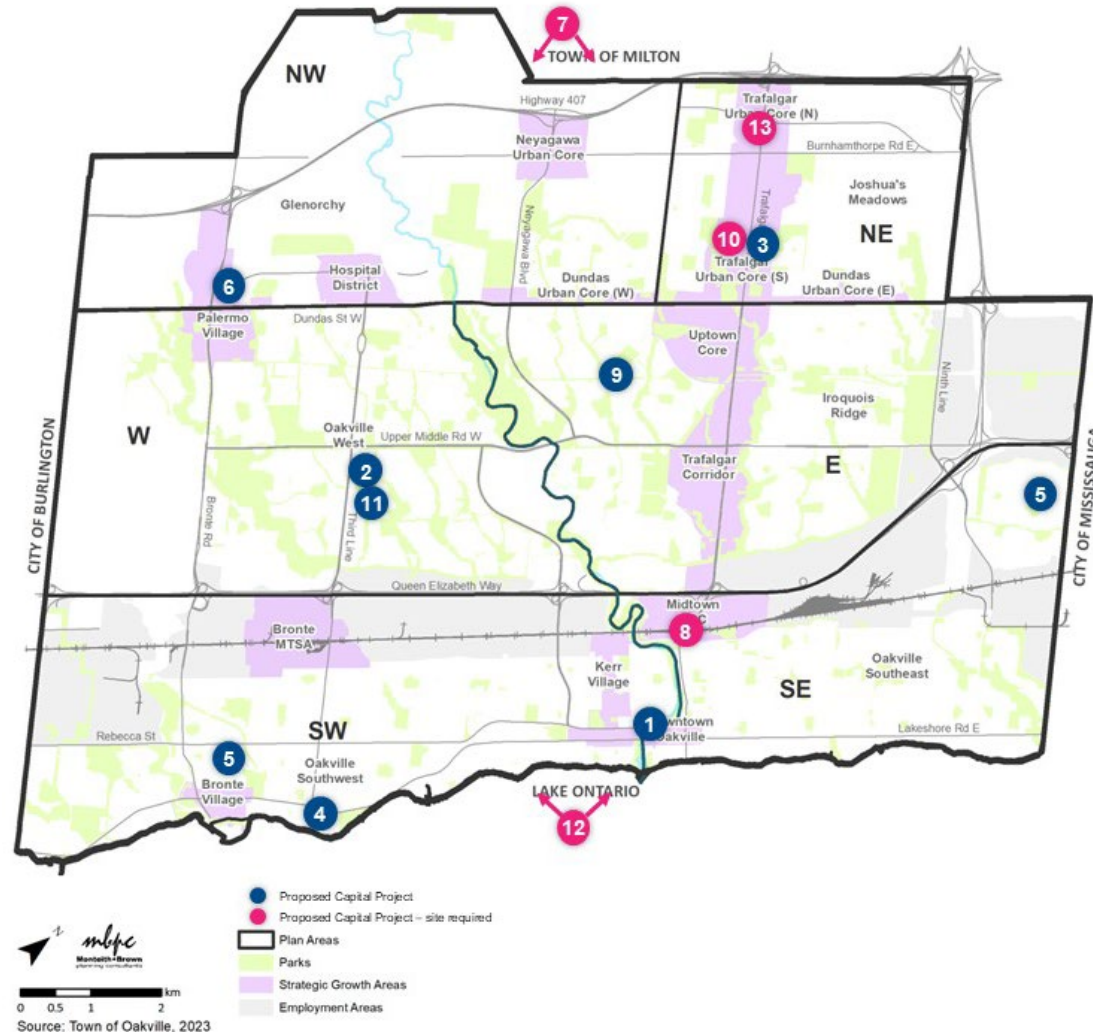 7
TOWN OF MILTON
NW
Highway 407
Trafalgar
Urban Core (N)
13
Neyagawa
Urban Core
Burnhamthorpe Rd E
Joshua's
Meadows
Glenorchy
Neyagawa Blvd
Trafalgar
NE
10
3
Hospital
District
6
Dundas
Urban Core (W)
Trafalgar
Urban Core (S)
Dundas
Urban Core (E)
Palermo
Village
Dundas St W
Uptown
Core
9
Ninth Line
Iroquois
Ridge
W
Oakville
West
Upper Middle Rd W
2
11
Trafalgar
Corridor
E
5
CITY OF BURLINGTON
Bronte Rd
Third Line
CITY OF MISSISSAUGA
Queen Elizabeth Way
Midtown
8
Bronte
MTSA
Kerr
Village
Oakville
Southeast
SE
SW
1
Downtown
Oakville
Lakeshore Rd E
Rebecca St
5
Oakville
Southwest
Bronte
Village
4
LAKE ONTARIO
12
Proposed Capital Project
Proposed Capital Project – site required
Plan Areas
Parks
Strategic Growth Areas
Employment Areas
mbpc
Monteith+Brown
planning consultants
km
0 0.5 1 2
Source: Town of Oakville, 2023